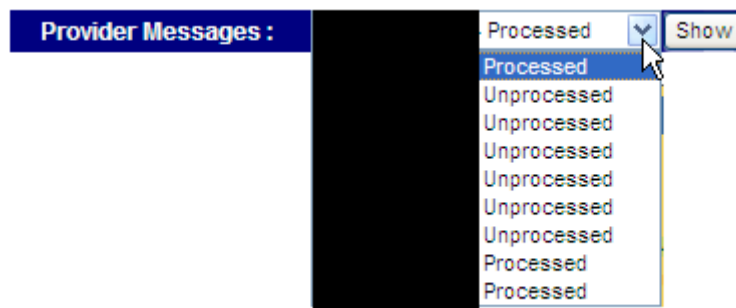 Provider Messages : - Processed Show
Processed
Unprocessed
Unprocessed
Unprocessed
Unprocessed
Unprocessed
Unprocessed
Processed
Processed